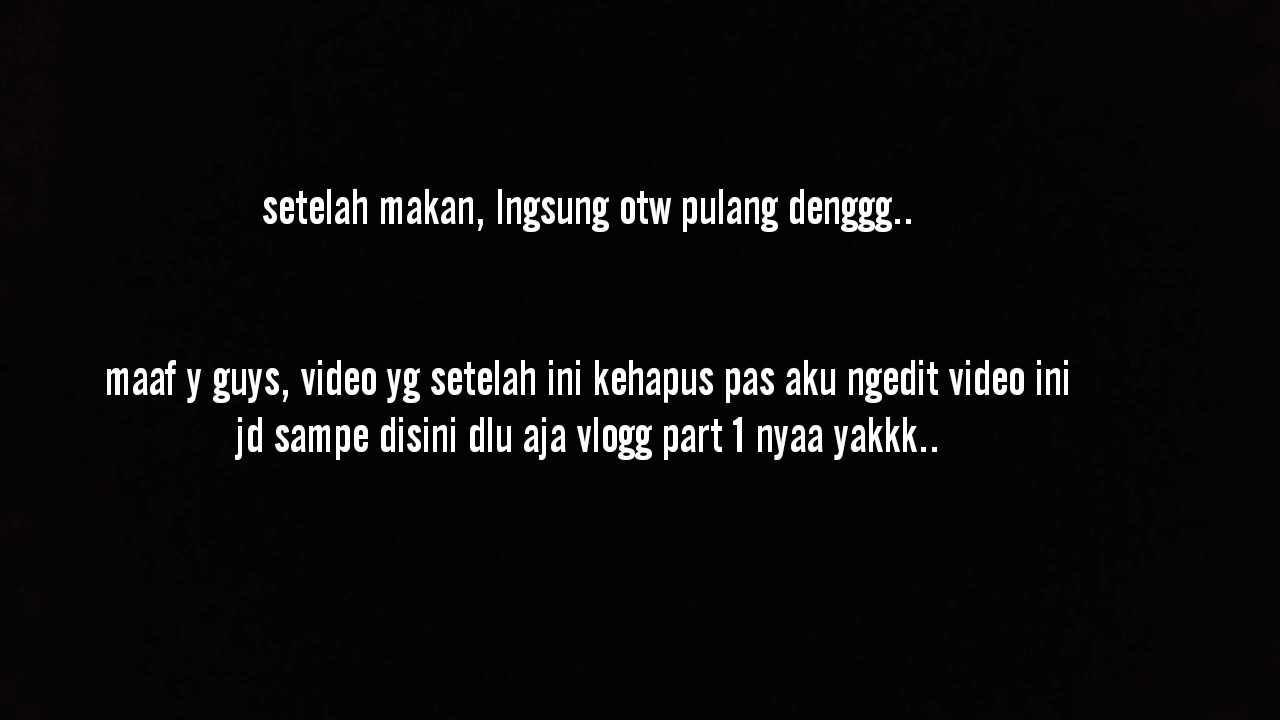 setelah makan, lngsung otw pulang denggg..
maaf y guys, video yg setelah ini kehapus pas aku ngedit video ini
jd sampe disini dlu aja vlogg part 1 nyaa yakkk..